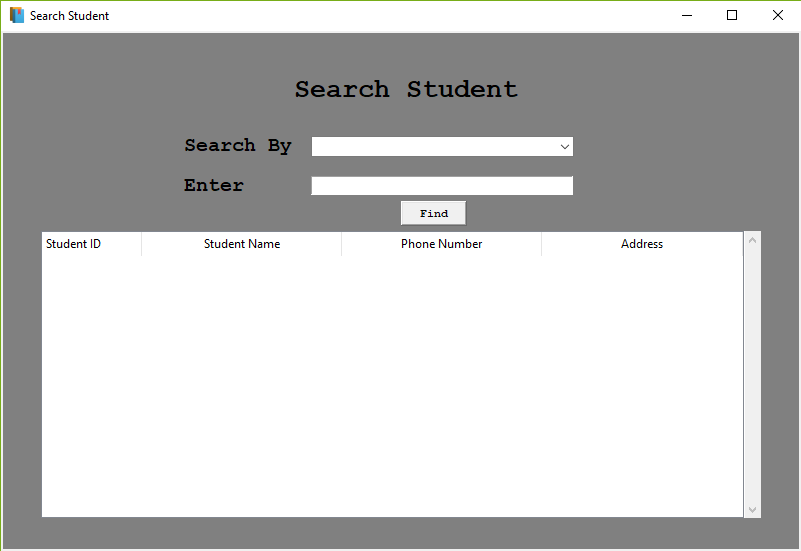 Search Student
Search Student
Search By
Enter
Find
Student ID Student Name Phone Number Address